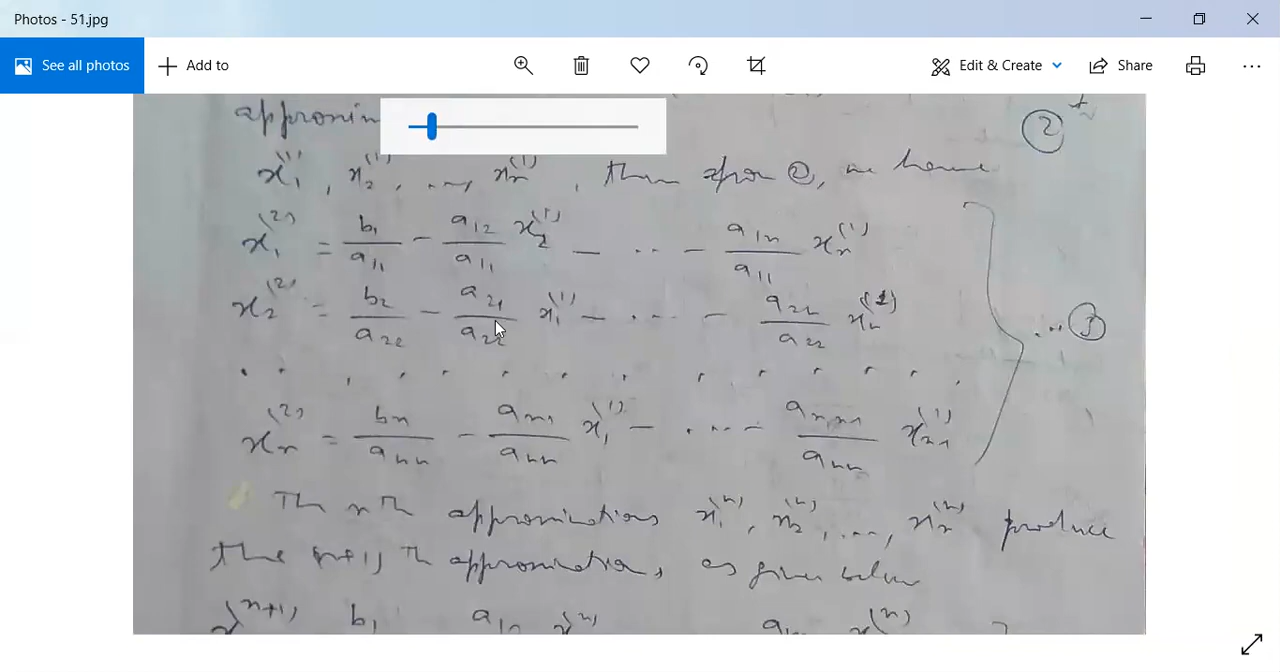 Photos - 51.jpg
See all photos
Add to
Edit & Create
Share
②
x₁⁽¹⁾, x₂⁽¹⁾, ..., xₙ⁽¹⁾, then from ②, we have
x₁⁽²⁾ = b₁/a₁₁ - a₁₂/a₁₁ x₂⁽¹⁾ - ... - a₁ₙ/a₁₁ xₙ⁽¹⁾
x₂⁽²⁾ = b₂/a₂₂ - a₂₁/a₂₂ x₁⁽¹⁾ - ... - a₂ₙ/a₂₂ xₙ⁽¹⁾ ... ③
xₙ⁽²⁾ = bₙ/aₙₙ - aₙ₁/aₙₙ x₁⁽¹⁾ - ... - aₙ,ₙ₋₁/aₙₙ xₙ₋₁⁽¹⁾
The nth approximations x₁⁽ⁿ⁾, x₂⁽ⁿ⁾, ..., xₙ⁽ⁿ⁾ produce
the (n+1)th approximation, as given below